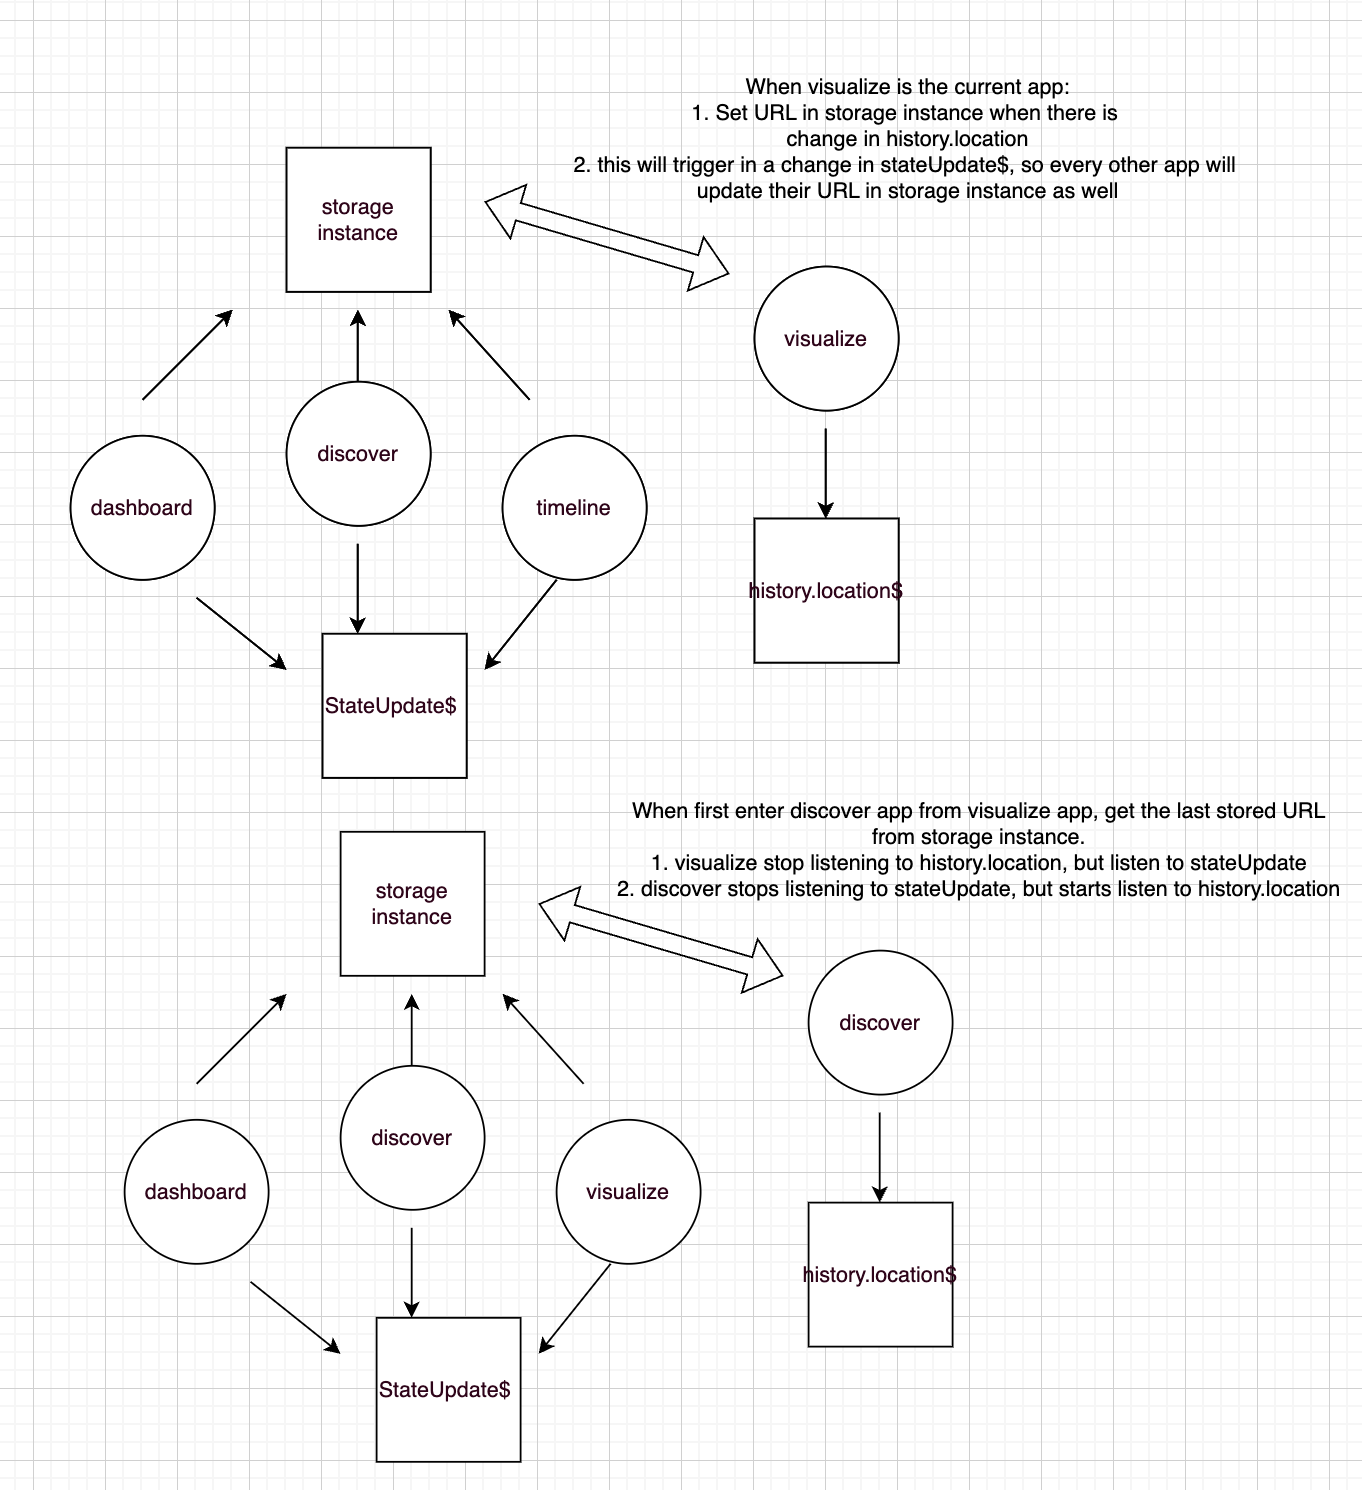 When visualize is the current app:
1. Set URL in storage instance when there is
change in history.location
2. this will trigger in a change in stateUpdate$, so every other app will
update their URL in storage instance as well
storage
instance
visualize
discover
dashboard
timeline
history.location$
StateUpdate$
When first enter discover app from visualize app, get the last stored URL
from storage instance.
1. visualize stop listening to history.location, but listen to stateUpdate
2. discover stops listening to stateUpdate, but starts listen to history.location
storage
instance
discover
discover
dashboard
visualize
history.location$
StateUpdate$